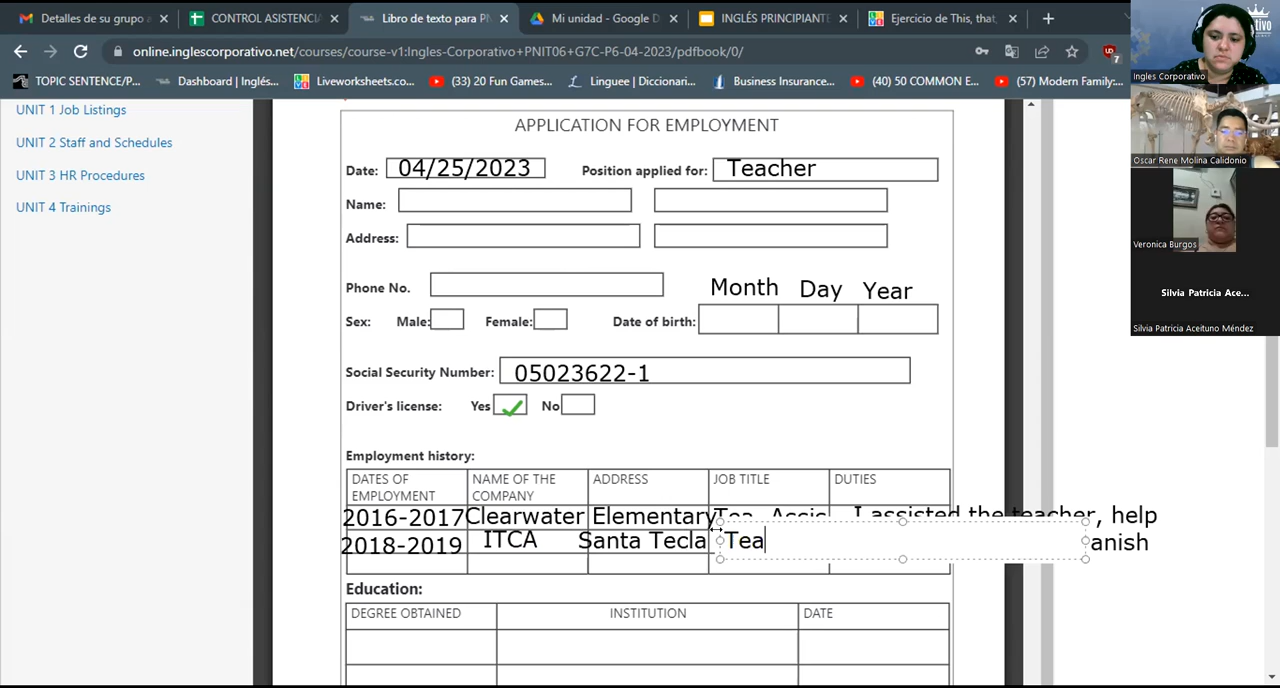 Detalles de su grupo a
CONTROL ASISTENCIA
Libro de texto para PN
Mi unidad - Google D
INGLÉS PRINCIPIANTE
Ejercicio de This, that,
online.inglescorporativo.net/courses/course-v1:Ingles-Corporativo+PNIT06+G7C-P6-04-2023/pdfbook/0/
TOPIC SENTENCE/P...
Dashboard | Inglés...
Liveworksheets.co...
(33) 20 Fun Games...
Linguee | Diccionari...
Business Insurance...
(40) 50 COMMON E...
(57) Modern Family:...
7
Ingles Corporativo
Oscar Rene Molina Calidonio
Veronica Burgos
Silvia Patricia Ace...
Silvia Patricia Aceituno Méndez
UNIT 1 Job Listings
UNIT 2 Staff and Schedules
UNIT 3 HR Procedures
UNIT 4 Trainings
APPLICATION FOR EMPLOYMENT
Date: 04/25/2023 Position applied for: Teacher
Name:
Address:
Phone No. Month Day Year
Sex: Male: Female: Date of birth:
Social Security Number: 05023622-1
Driver's license: Yes No
Employment history:
DATES OF EMPLOYMENT NAME OF THE COMPANY ADDRESS JOB TITLE DUTIES
2016-2017 Clearwater Elementary Tea. Assis I assisted the teacher, help
2018-2019 ITCA Santa Tecla Tea anish
Education:
DEGREE OBTAINED INSTITUTION DATE